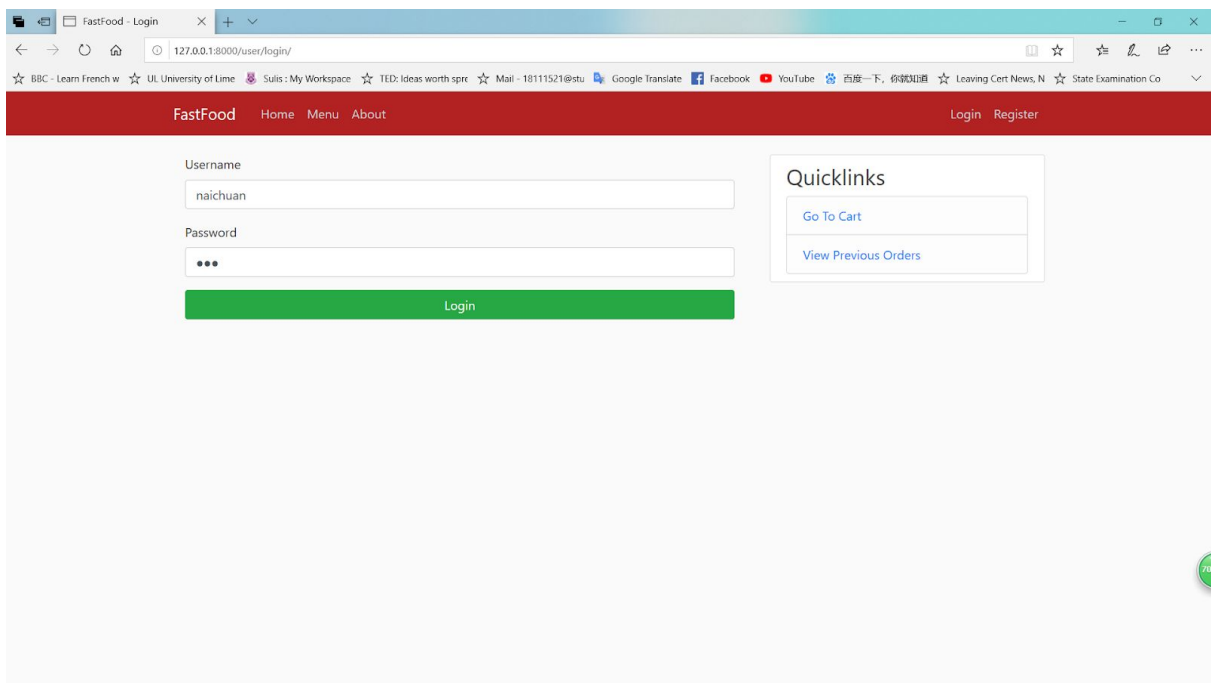 FastFood - Login
127.0.0.1:8000/user/login/
BBC - Learn French w UL University of Lime Sulis : My Workspace TED: Ideas worth spre Mail - 18111521@stu Google Translate Facebook YouTube 百度一下，你就知道 Leaving Cert News, N State Examination Co
FastFood Home Menu About Login Register
Username
naichuan
Password
Login
Quicklinks
Go To Cart
View Previous Orders